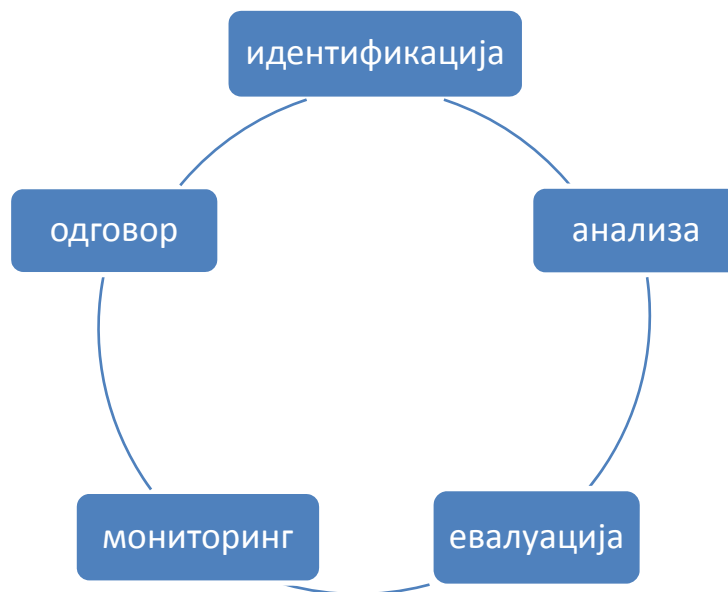 идентификација
одговор
анализа
мониторинг
евалуација